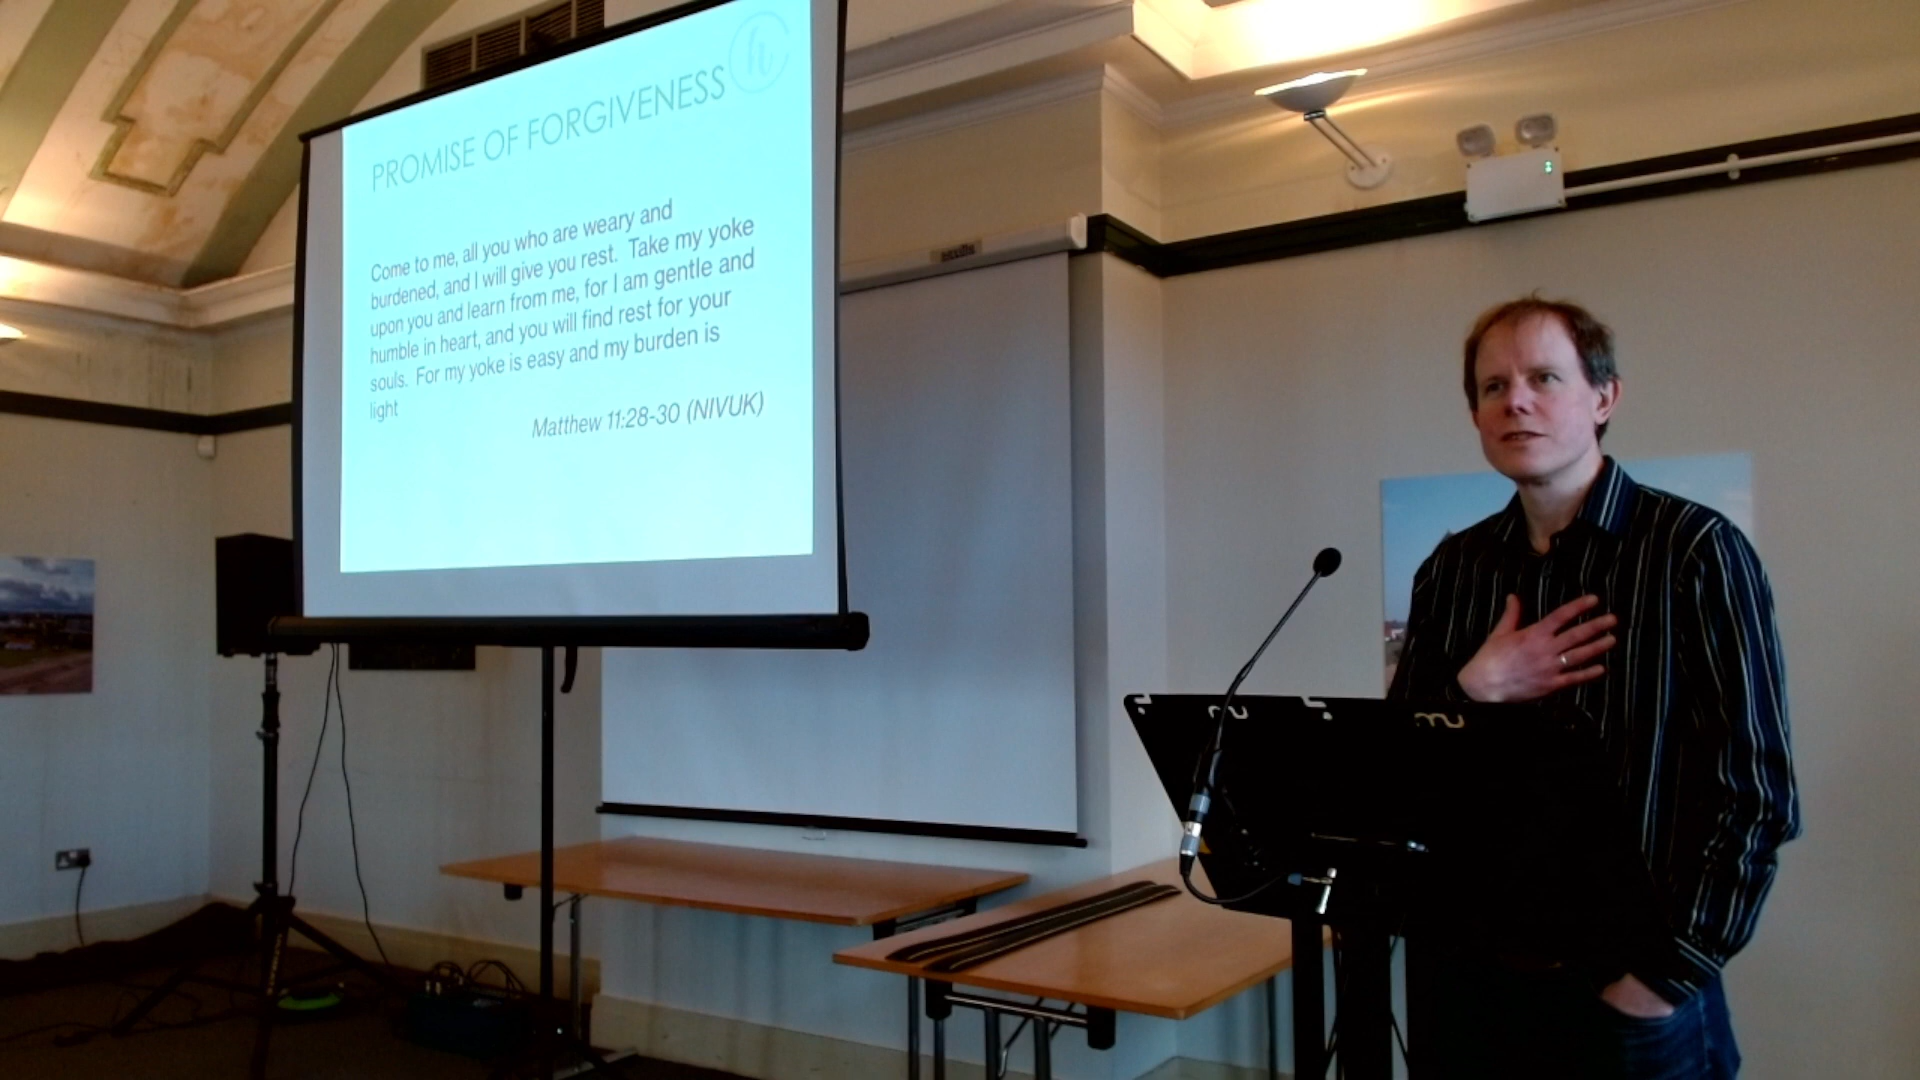 PROMISE OF FORGIVENESS
Come to me, all you who are weary and
burdened, and I will give you rest. Take my yoke
upon you and learn from me, for I am gentle and
humble in heart, and you will find rest for your
souls. For my yoke is easy and my burden is
light
Matthew 11:28-30 (NIVUK)